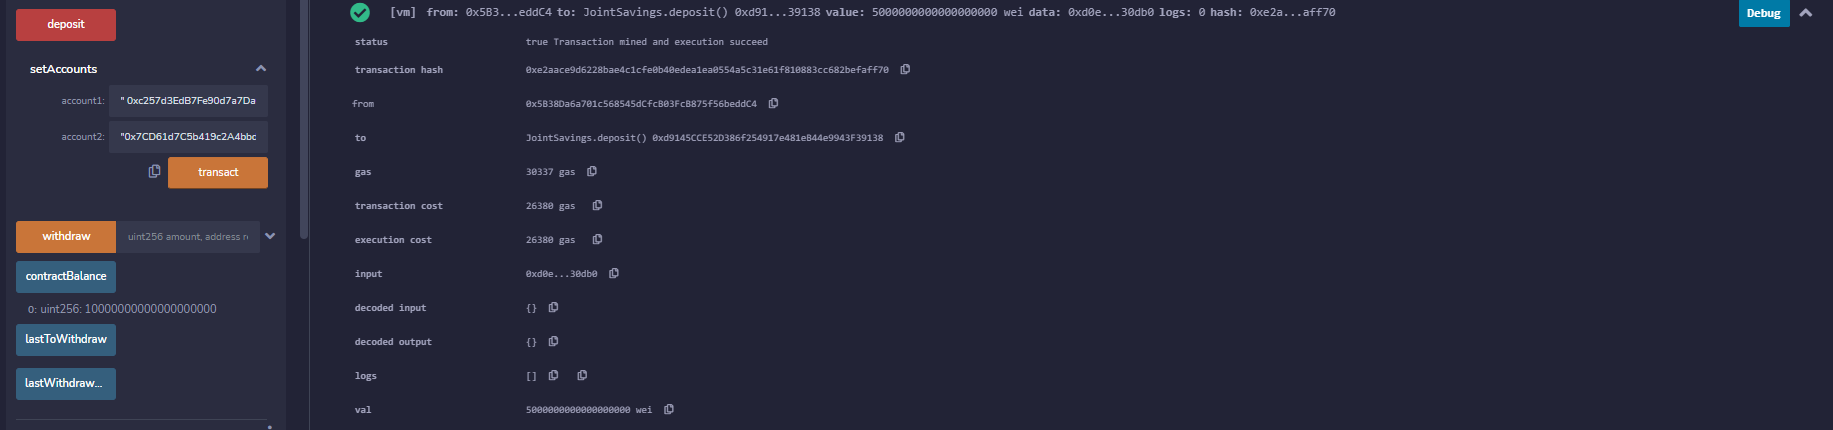 deposit
setAccounts
account1: " 0xc257d3EdB7Fe90d7a7Da
account2: "0x7CD61d7C5b419c2A4bbc
transact
withdraw uint256 amount, address r
contractBalance
0: uint256: 10000000000000000000
lastToWithdraw
lastWithdraw...
[vm] from: 0x5B3...eddC4 to: JointSavings.deposit() 0xd91...39138 value: 5000000000000000000 wei data: 0xd0e...30db0 logs: 0 hash: 0xe2a...aff70
Debug
status true Transaction mined and execution succeed
transaction hash 0xe2aace9d6228bae4c1cfe0b40edea1ea0554a5c31e61f810883cc682befaff70
from 0x5B38Da6a701c568545dCfcB03FcB875f56beddC4
to JointSavings.deposit() 0xd9145CCE52D386f254917e481eB44e9943F39138
gas 30337 gas
transaction cost 26380 gas
execution cost 26380 gas
input 0xd0e...30db0
decoded input {}
decoded output {}
logs []
val 5000000000000000000 wei